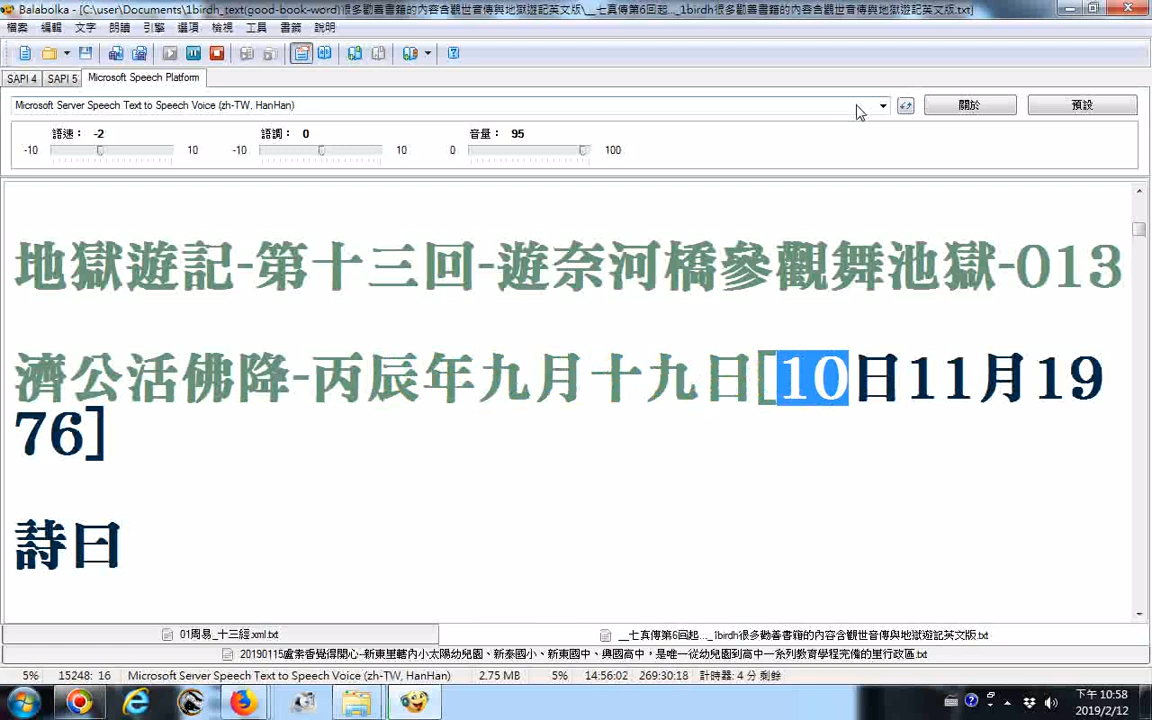 Balabolka - [C:\user\Documents\1birdh_text(good-book-word)很多勸善書籍的內容含觀世音傳與地獄遊記英文版\__七真傳第6回起..._1birdh很多勸善書籍的內容含觀世音傳與地獄遊記英文版.txt]
檔案 編輯 文字 朗讀 引擎 選項 檢視 工具 書籤 說明
SAPI 4 SAPI 5 Microsoft Speech Platform
Microsoft Server Speech Text to Speech Voice (zh-TW, HanHan) 關於 預設
語速： -2 語調： 0 音量： 95
-10 10 -10 10 0 100
地獄遊記-第十三回-遊奈河橋參觀舞池獄-013
濟公活佛降-丙辰年九月十九日[10日11月19
76]
詩曰
01周易_十三經.xml.txt __七真傳第6回起..._1birdh很多勸善書籍的內容含觀世音傳與地獄遊記英文版.txt
20190115盧素香覺得開心-新東里轄內小太陽幼兒園、新泰國小、新東國中、興國高中，是唯一從幼兒園到高中一系列教育學程完備的里行政區.txt
5% 15248: 16 Microsoft Server Speech Text to Speech Voice (zh-TW, HanHan) 2.75 MB 5% 14:56:02 269:30:18 計時器: 4 分 剩餘
下午 10:58
2019/2/12